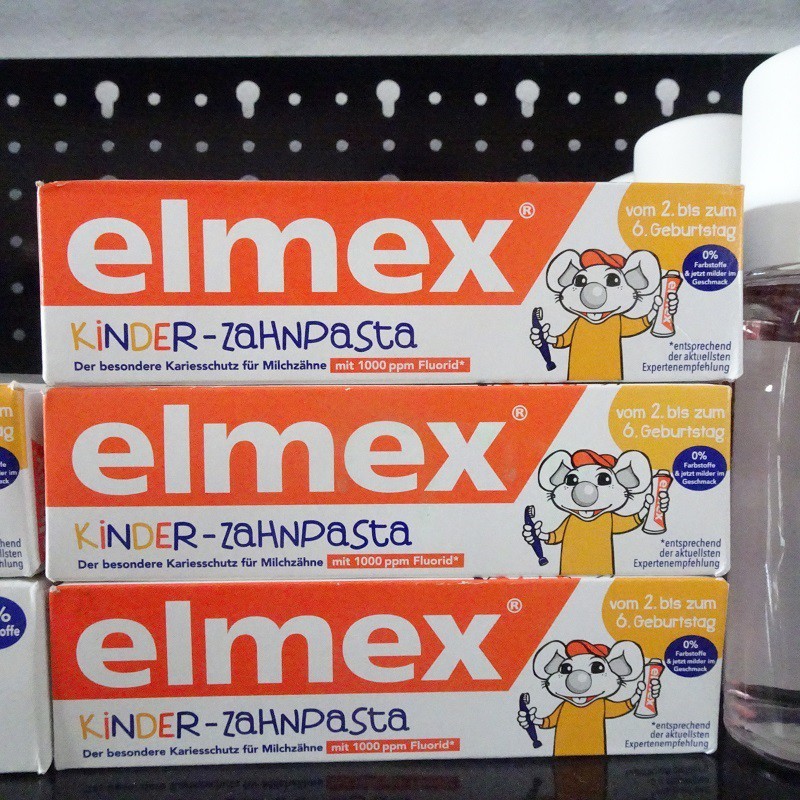 elmex®
vom 2. bis zum
6. Geburtstag
0%
Farbstoffe
& jetzt milder im
Geschmack
elmex
KiNDER-ZaHNPasta
Der besondere Kariesschutz für Milchzähne mit 1000 ppm Fluorid*
*entsprechend
der aktuellsten
Expertenempfehlung
elmex®
vom 2. bis zum
6. Geburtstag
0%
Farbstoffe
& jetzt milder im
Geschmack
elmex
KiNDER-ZaHNPasta
Der besondere Kariesschutz für Milchzähne mit 1000 ppm Fluorid*
*entsprechend
der aktuellsten
Expertenempfehlung
elmex®
vom 2. bis zum
6. Geburtstag
0%
Farbstoffe
& jetzt milder im
Geschmack
elmex
KiNDER-ZaHNPasta
Der besondere Kariesschutz für Milchzähne mit 1000 ppm Fluorid*
*entsprechend
der aktuellsten
Expertenempfehlung